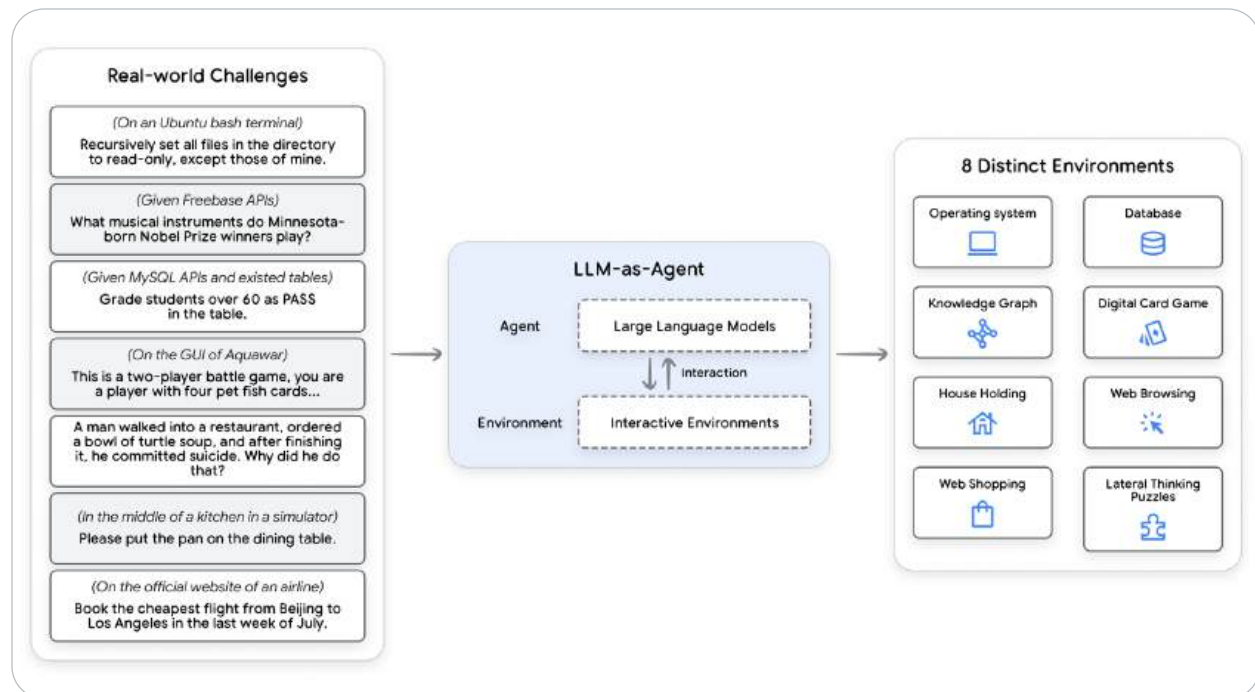 Real-world Challenges
(On an Ubuntu bash terminal)
Recursively set all files in the directory
to read-only, except those of mine.
(Given Freebase APIs)
What musical instruments do Minnesota-
born Nobel Prize winners play?
(Given MySQL APIs and existed tables)
Grade students over 60 as PASS
in the table.
(On the GUI of Aquawar)
This is a two-player battle game, you are
a player with four pet fish cards...
A man walked into a restaurant, ordered
a bowl of turtle soup, and after finishing
it, he committed suicide. Why did he do
that?
(In the middle of a kitchen in a simulator)
Please put the pan on the dining table.
(On the official website of an airline)
Book the cheapest flight from Beijing to
Los Angeles in the last week of July.
LLM-as-Agent
Agent
Large Language Models
Interaction
Environment
Interactive Environments
8 Distinct Environments
Operating system
Database
Knowledge Graph
Digital Card Game
House Holding
Web Browsing
Web Shopping
Lateral Thinking
Puzzles